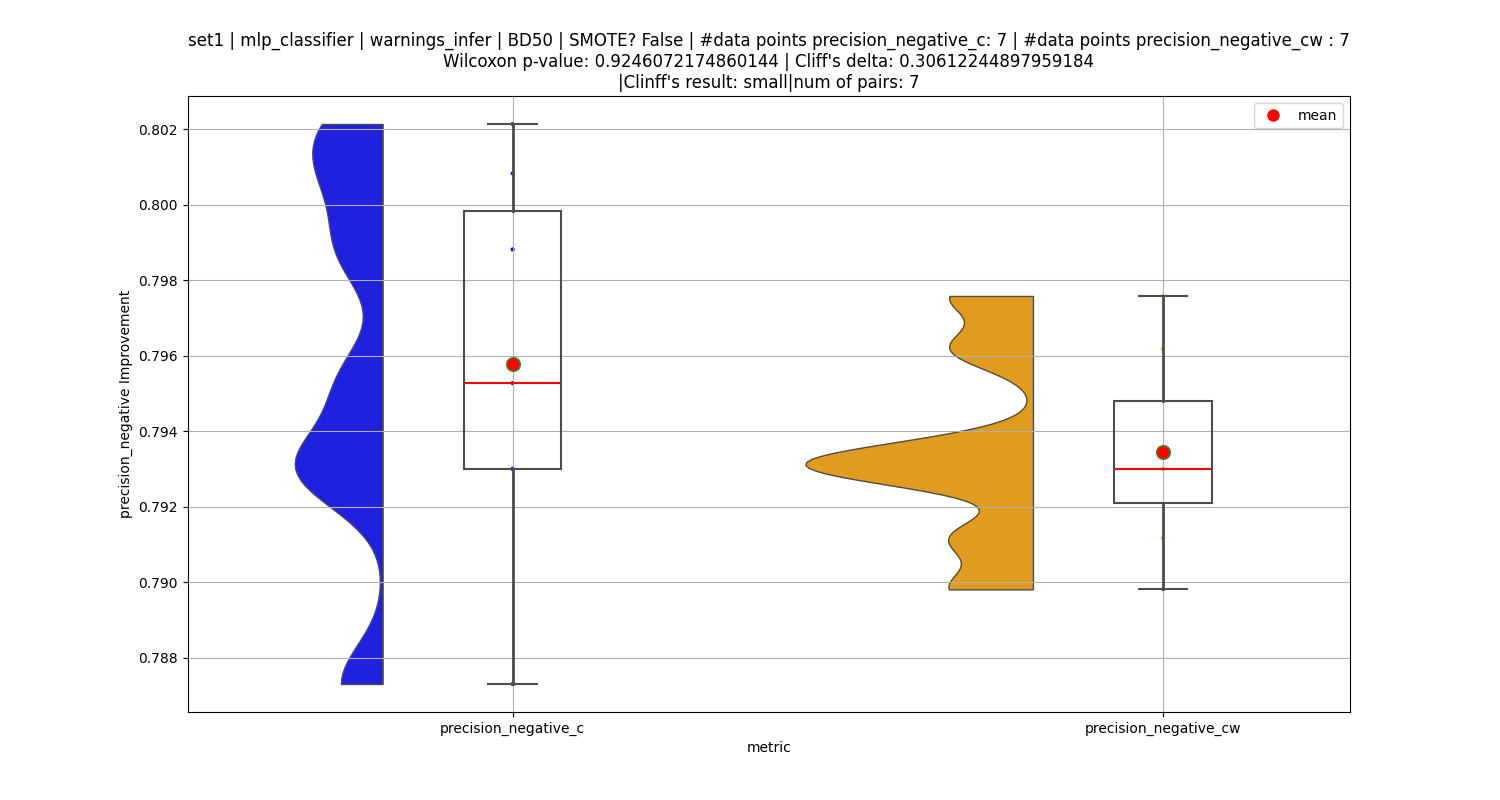 set1 | mlp_classifier | warnings_infer | BD50 | SMOTE? False | #data points precision_negative_c: 7 | #data points precision_negative_cw : 7
Wilcoxon p-value: 0.9246072174860144 | Cliff's delta: 0.30612244897959184
|Clinff's result: small|num of pairs: 7
mean
0.802
0.800
0.798
0.796
0.794
0.792
0.790
0.788
precision_negative Improvement
precision_negative_c
precision_negative_cw
metric